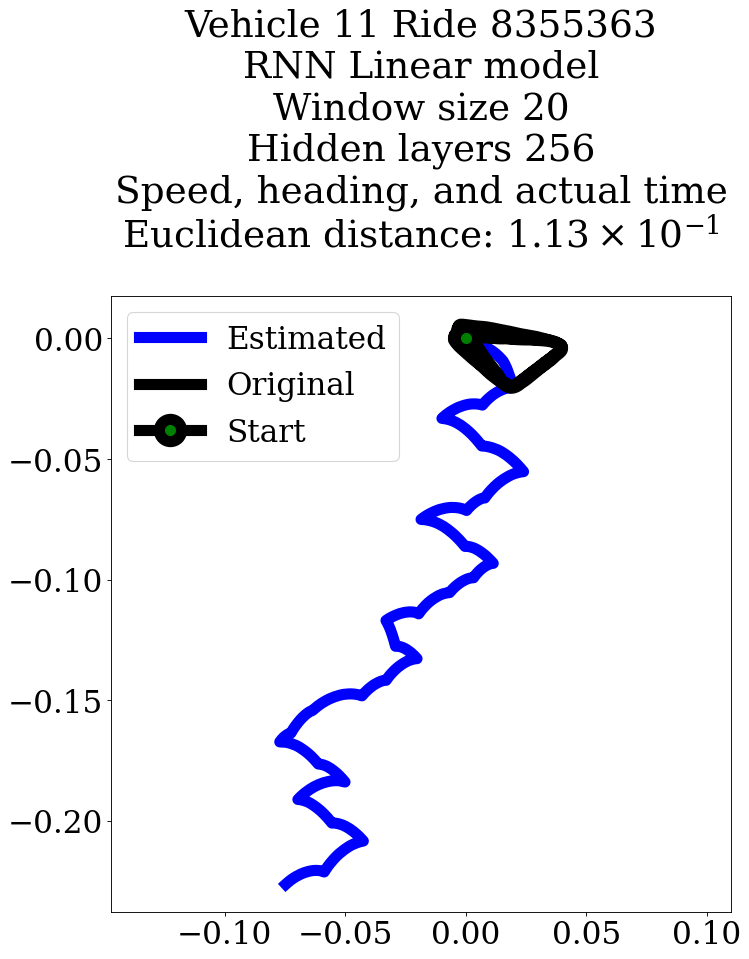 Vehicle 11 Ride 8355363
RNN Linear model
Window size 20
Hidden layers 256
Speed, heading, and actual time
Euclidean distance: 1.13 × 10⁻¹
Estimated
Original
Start
0.00
−0.05
−0.10
−0.15
−0.20
−0.10 −0.05 0.00 0.05 0.10